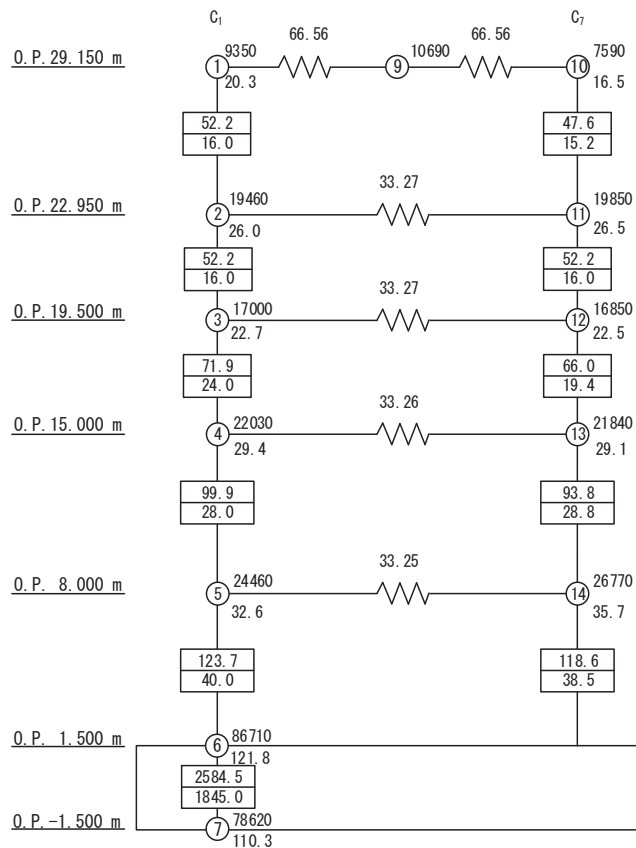 C1 C7
O.P.29.150 m 1 9350 66.56 9 10690 66.56 10 7590
20.3 16.5
52.2 47.6
16.0 15.2
33.27
O.P.22.950 m 2 19460 11 19850
26.0 26.5
52.2 52.2
16.0 16.0
33.27
O.P.19.500 m 3 17000 12 16850
22.7 22.5
71.9 66.0
24.0 19.4
33.26
O.P.15.000 m 4 22030 13 21840
29.4 29.1
99.9 93.8
28.0 28.8
33.25
O.P. 8.000 m 5 24460 14 26770
32.6 35.7
123.7 118.6
40.0 38.5
O.P. 1.500 m 6 86710
121.8
2584.5
1845.0
O.P.-1.500 m 7 78620
110.3